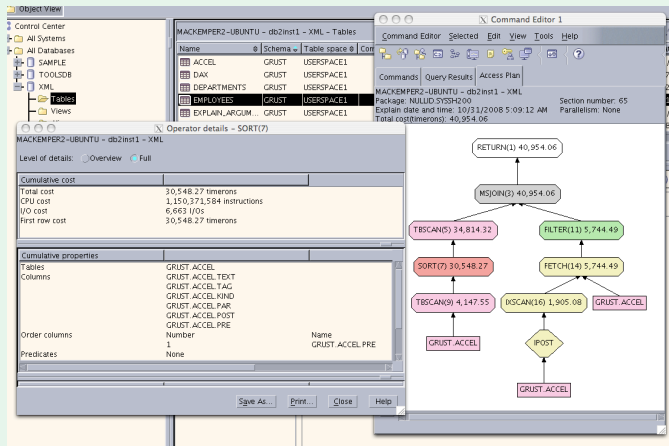 Object View
Control Center
All Systems
All Databases
SAMPLE
TOOLSDB
XML
Tables
Views
MACKEMPER2-UBUNTU - db2inst1 - XML - Tables
Name Schema Table space Com
ACCEL GRUST USERSPACE1
DAX GRUST USERSPACE1
DEPARTMENTS GRUST USERSPACE1
EMPLOYEES GRUST USERSPACE1
EXPLAIN_ARGUM... GRUST USERSPACE1
Command Editor 1
Command Editor Selected Edit View Tools Help
Commands Query Results Access Plan
MACKEMPER2-UBUNTU - db2inst1 - XML
Package: NULLID.SYSSH200 Section number: 65
Explain date and time: 10/31/2008 5:09:12 AM Parallelism: None
Total cost(timerons): 40,954.06
RETURN(1) 40,954.06
MSJOIN(3) 40,954.06
TBSCAN(5) 34,814.32
FILTER(11) 5,744.49
SORT(7) 30,548.27
FETCH(14) 5,744.49
TBSCAN(9) 4,147.55
IXSCAN(16) 1,905.08
GRUST.ACCEL
GRUST.ACCEL
IPOST
GRUST.ACCEL
Operator details - SORT(7)
MACKEMPER2-UBUNTU - db2inst1 - XML
Level of details: Overview Full
Cumulative cost
Total cost 30,548.27 timerons
CPU cost 1,150,371,584 instructions
I/O cost 6,663 I/Os
First row cost 30,548.27 timerons
Cumulative properties
Tables GRUST.ACCEL
Columns GRUST.ACCEL.TEXT
GRUST.ACCEL.TAG
GRUST.ACCEL.KIND
GRUST.ACCEL.PAR
GRUST.ACCEL.POST
GRUST.ACCEL.PRE
Order columns Number Name
1 GRUST.ACCEL.PRE
Predicates None
Save As... Print... Close Help